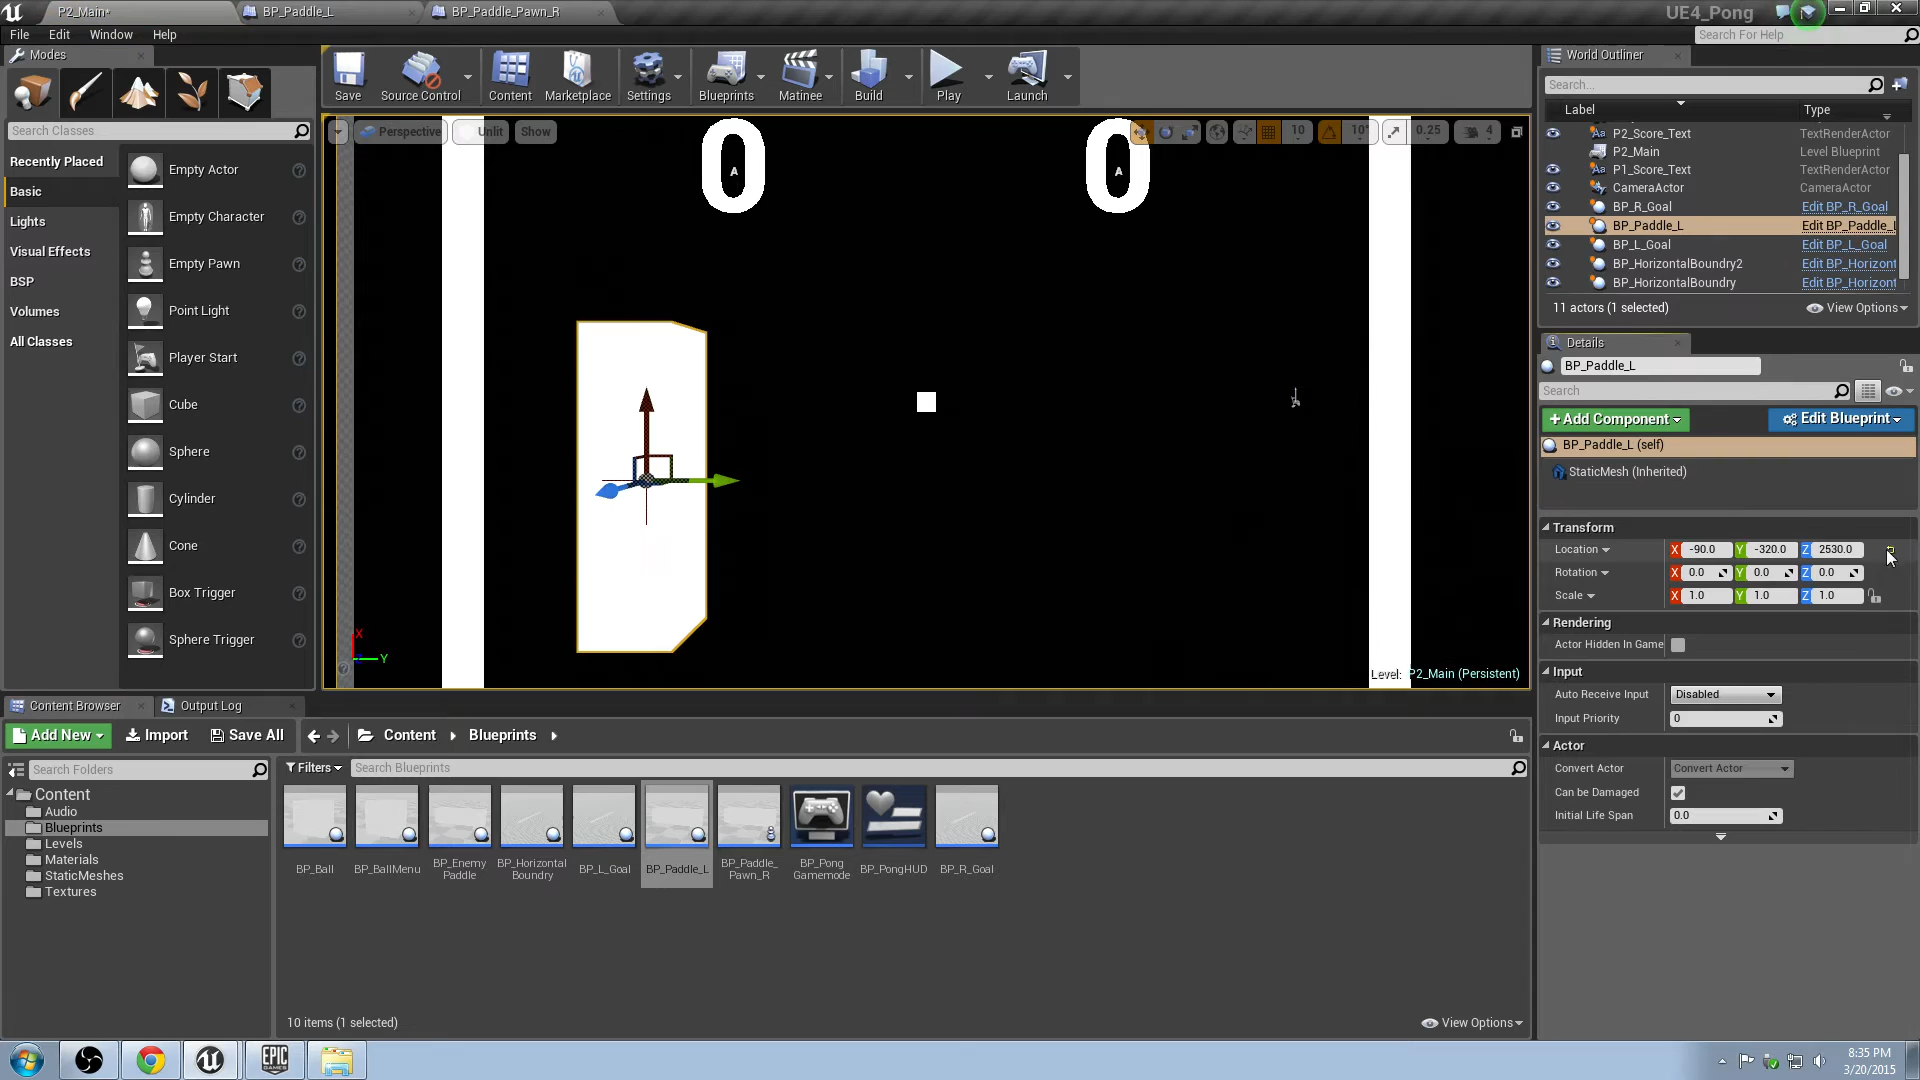 P2_Main*
BP_Paddle_L
BP_Paddle_Pawn_R
UE4_Pong
File
Edit
Window
Help
Search For Help
Modes
Save
Source Control
Content
Marketplace
Settings
Blueprints
Matinee
Build
Play
Launch
Search Classes
Recently Placed
Basic
Lights
Visual Effects
BSP
Volumes
All Classes
Empty Actor
Empty Character
Empty Pawn
Point Light
Player Start
Cube
Sphere
Cylinder
Cone
Box Trigger
Sphere Trigger
Perspective
Unlit
Show
10
10°
0.25
4
0
0
A
A
X
Y
Level: P2_Main (Persistent)
World Outliner
Search...
Label
Type
P2_Score_Text
TextRenderActor
P2_Main
Level Blueprint
P1_Score_Text
TextRenderActor
CameraActor
CameraActor
BP_R_Goal
Edit BP_R_Goal
BP_Paddle_L
Edit BP_Paddle_L
BP_L_Goal
Edit BP_L_Goal
BP_HorizontalBoundry2
Edit BP_Horizont
BP_HorizontalBoundry
Edit BP_Horizont
11 actors (1 selected)
View Options
Details
BP_Paddle_L
Search
+Add Component
Edit Blueprint
BP_Paddle_L (self)
StaticMesh (Inherited)
Transform
Location
X
-90.0
Y
-320.0
Z
2530.0
Rotation
X
0.0
Y
0.0
Z
0.0
Scale
X
1.0
Y
1.0
Z
1.0
Rendering
Actor Hidden In Game
Input
Auto Receive Input
Disabled
Input Priority
0
Actor
Convert Actor
Convert Actor
Can be Damaged
Initial Life Span
0.0
Content Browser
Output Log
Add New
Import
Save All
Content
Blueprints
Search Folders
Filters
Search Blueprints
Content
Audio
Blueprints
Levels
Materials
StaticMeshes
Textures
BP_Ball
BP_BallMenu
BP_Enemy
Paddle
BP_Horizontal
Boundry
BP_L_Goal
BP_Paddle_L
BP_Paddle_
Pawn_R
BP_Pong
Gamemode
BP_PongHUD
BP_R_Goal
10 items (1 selected)
View Options
EPIC
GAMES
8:35 PM
3/20/2015